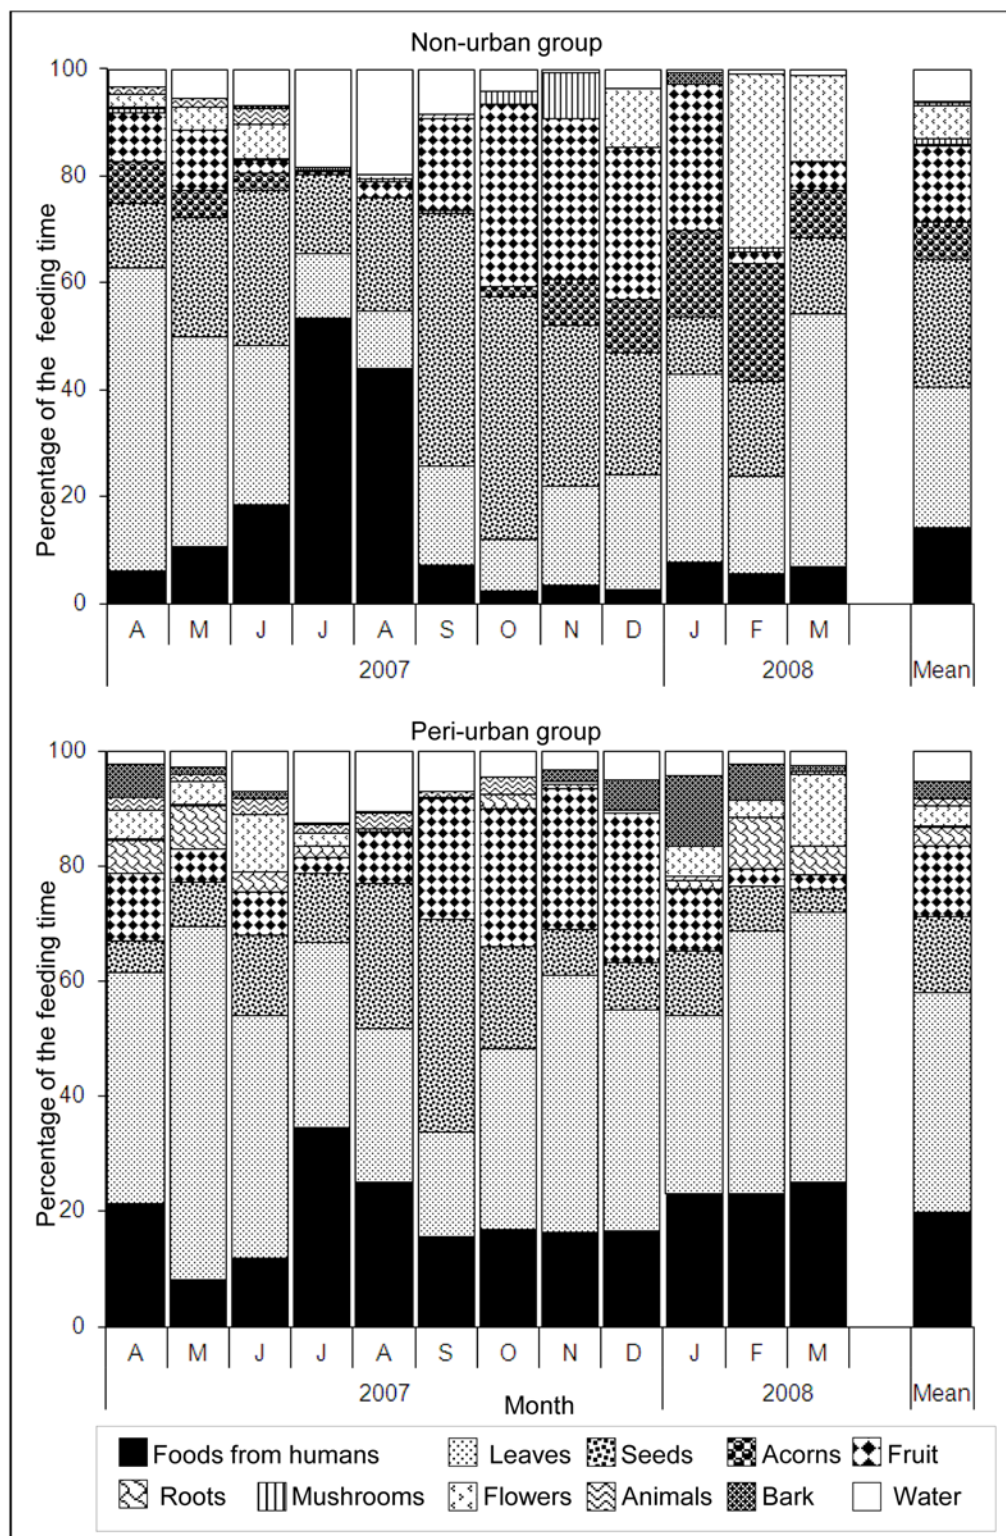 Non-urban group
Percentage of the feeding time
100
80
60
40
20
0
A M J J A S O N D J F M
2007 2008 Mean
Peri-urban group
Percentage of the feeding time
100
80
60
40
20
0
A M J J A S O N D J F M
2007 2008 Mean
Month
Foods from humans Leaves Seeds Acorns Fruit
Roots Mushrooms Flowers Animals Bark Water